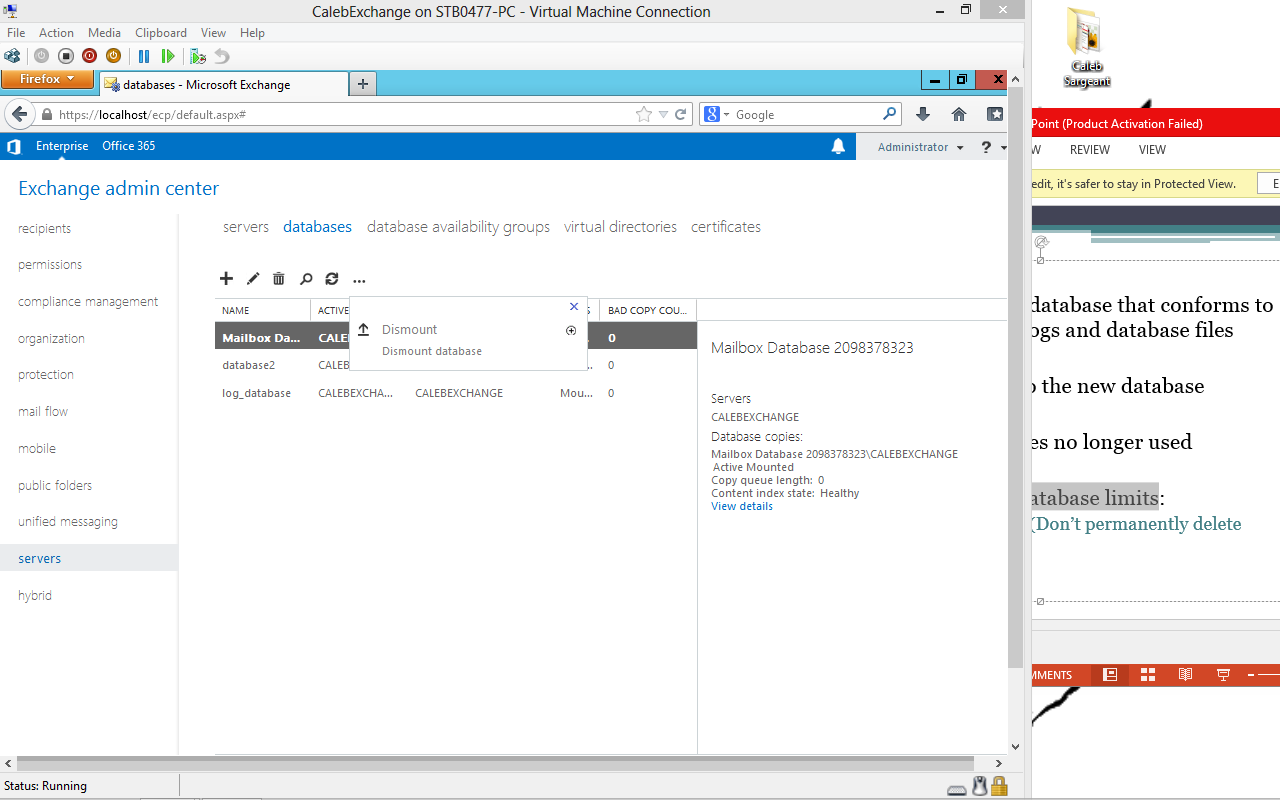 CalebExchange on STB0477-PC - Virtual Machine Connection
File Action Media Clipboard View Help
Firefox
databases - Microsoft Exchange
https://localhost/ecp/default.aspx#
Google
Enterprise Office 365
Administrator ?
Exchange admin center
recipients
permissions
compliance management
organization
protection
mail flow
mobile
public folders
unified messaging
servers
hybrid
servers databases database availability groups virtual directories certificates
NAME ACTIVE S BAD COPY COU...
Mailbox Da... CALE 0
database2 CALEB .. 0
log_database CALEBEXCHA... CALEBEXCHANGE Mou... 0
Dismount
Dismount database
Mailbox Database 2098378323
Servers
CALEBEXCHANGE
Database copies:
Mailbox Database 2098378323\CALEBEXCHANGE
Active Mounted
Copy queue length: 0
Content index state: Healthy
View details
Status: Running
Caleb
Sargeant
Point (Product Activation Failed)
W REVIEW VIEW
edit, it's safer to stay in Protected View. E
database that conforms to
ogs and database files
o the new database
es no longer used
atabase limits:
(Don't permanently delete
MMENTS